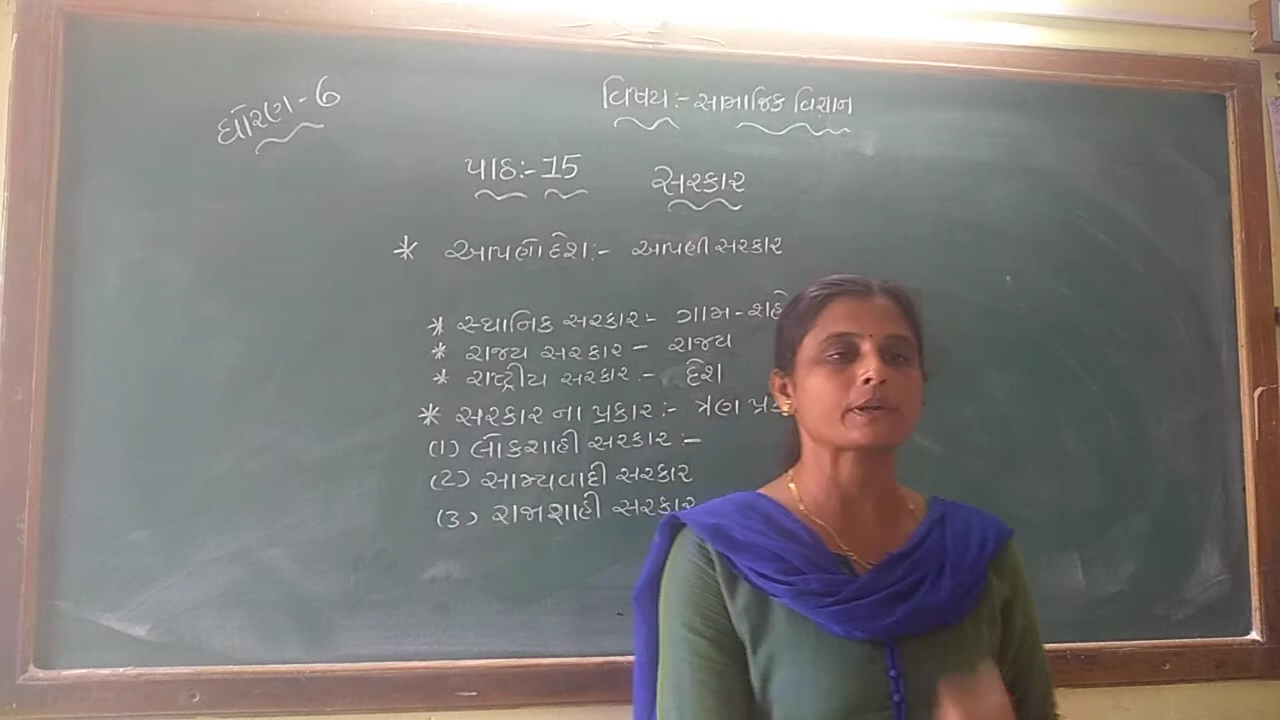 ધોરણ - 6
વિષય:- સામાજિક વિજ્ઞાન
પાઠ:- 15 સરકાર
* આપણો દેશ:- આપણી સરકાર
* સ્થાનિક સરકાર:- ગામ-
* રાજ્ય સરકાર - રાજ્ય
* રાષ્ટ્રીય સરકાર:- દેશ
* સરકાર ના પ્રકાર:- ત્રણ
(1) લોકશાહી સરકાર:-
(2) સામ્યવાદી સરકાર
(3) રાજાશાહી સરકાર